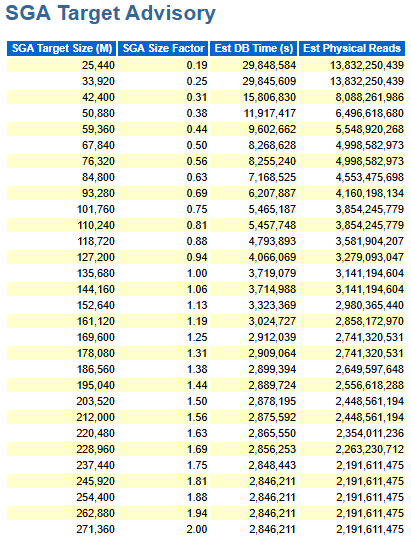 SGA Target Advisory
SGA Target Size (M) SGA Size Factor Est DB Time (s) Est Physical Reads
25,440 0.19 29,848,584 13,832,250,439
33,920 0.25 29,845,609 13,832,250,439
42,400 0.31 15,806,830 8,088,261,986
50,880 0.38 11,917,417 6,496,618,680
59,360 0.44 9,602,662 5,548,920,268
67,840 0.50 8,268,628 4,998,582,973
76,320 0.56 8,255,240 4,998,582,973
84,800 0.63 7,168,525 4,553,475,698
93,280 0.69 6,207,887 4,160,198,134
101,760 0.75 5,465,187 3,854,245,779
110,240 0.81 5,457,748 3,854,245,779
118,720 0.88 4,793,893 3,581,904,207
127,200 0.94 4,066,069 3,279,093,047
135,680 1.00 3,719,079 3,141,194,604
144,160 1.06 3,714,988 3,141,194,604
152,640 1.13 3,323,369 2,980,365,440
161,120 1.19 3,024,727 2,858,172,970
169,600 1.25 2,912,039 2,741,320,531
178,080 1.31 2,909,064 2,741,320,531
186,560 1.38 2,899,394 2,649,597,648
195,040 1.44 2,889,724 2,556,618,288
203,520 1.50 2,878,195 2,448,561,194
212,000 1.56 2,875,592 2,448,561,194
220,480 1.63 2,865,550 2,354,011,236
228,960 1.69 2,856,253 2,263,230,712
237,440 1.75 2,848,443 2,191,611,475
245,920 1.81 2,846,211 2,191,611,475
254,400 1.88 2,846,211 2,191,611,475
262,880 1.94 2,846,211 2,191,611,475
271,360 2.00 2,846,211 2,191,611,475